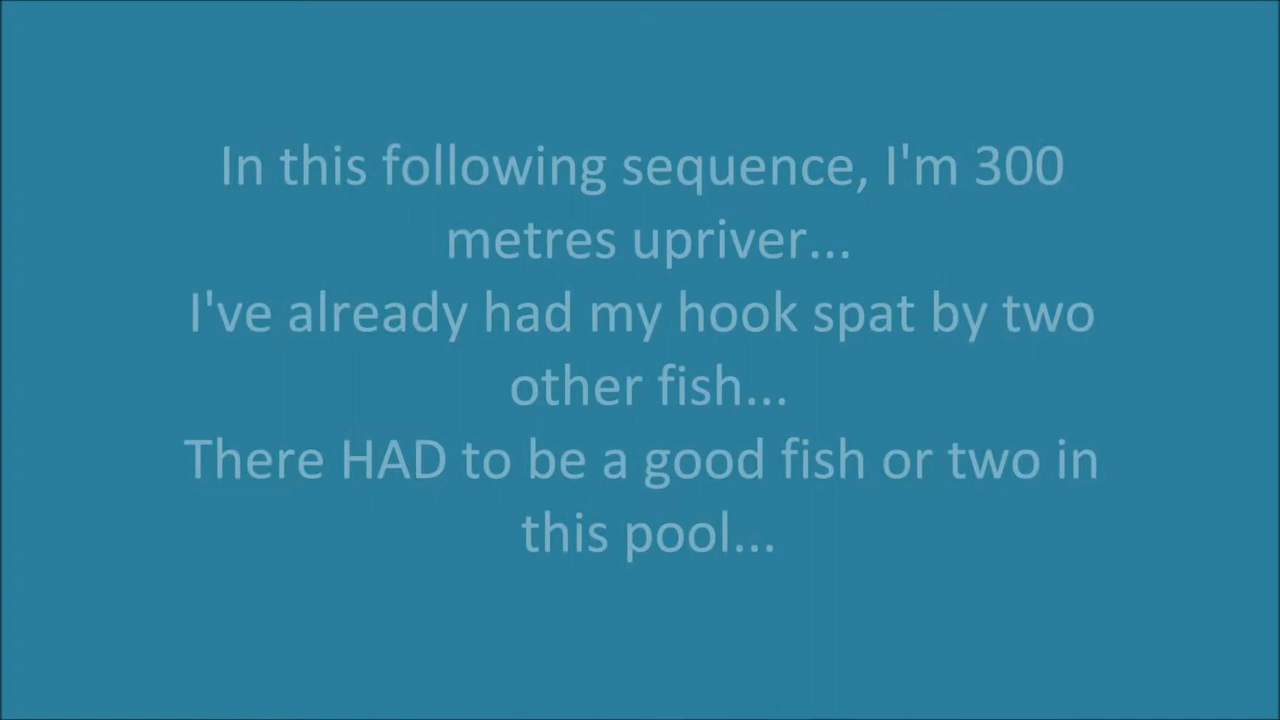 In this following sequence, I'm 300
metres upriver...
I've already had my hook spat by two
other fish...
There HAD to be a good fish or two in
this pool...